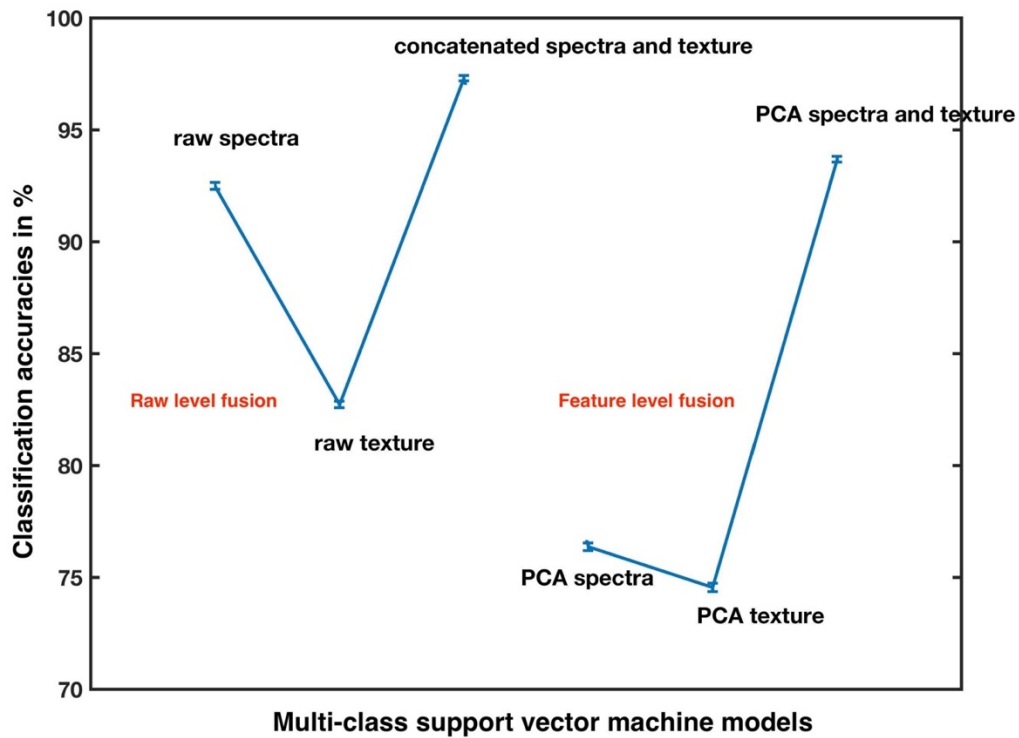 100
95
90
85
80
75
70
Classification accuracies in %
concatenated spectra and texture
raw spectra
PCA spectra and texture
Raw level fusion
Feature level fusion
raw texture
PCA spectra
PCA texture
Multi-class support vector machine models